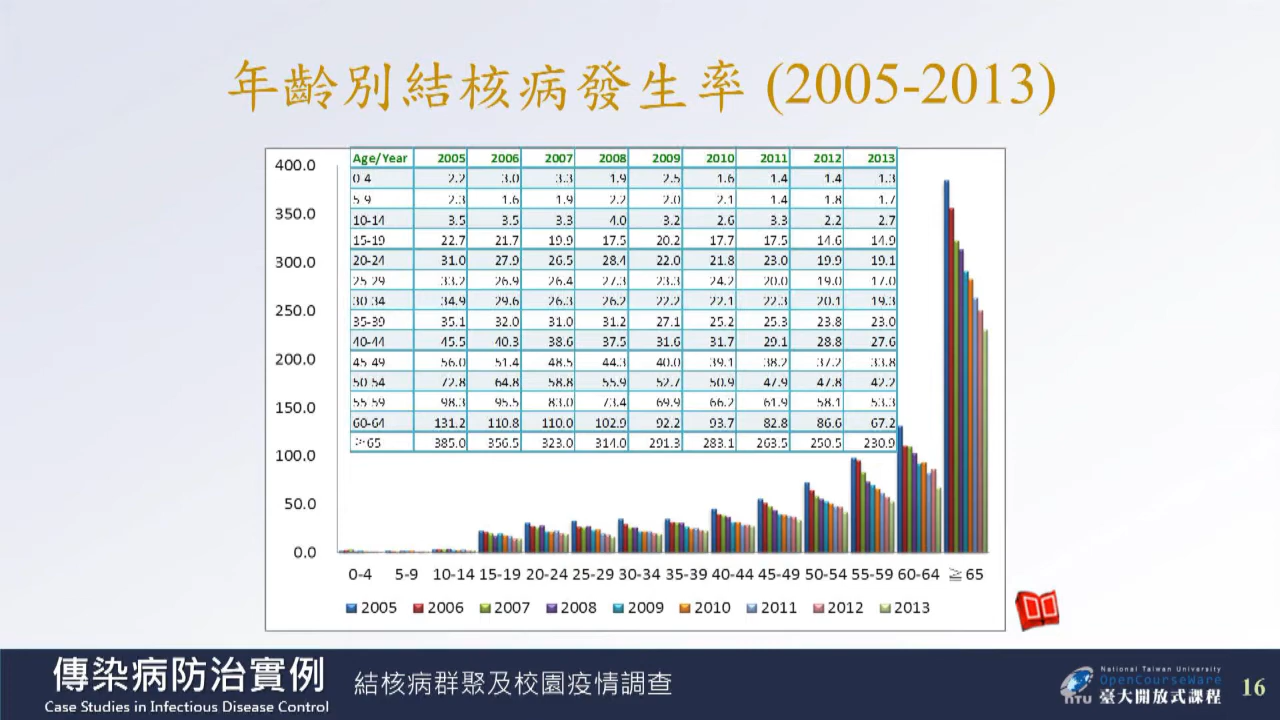 年齡別結核病發生率 (2005-2013)
400.0
350.0
300.0
250.0
200.0
150.0
100.0
50.0
0.0
Age/Year 2005 2006 2007 2008 2009 2010 2011 2012 2013
0-4 2.2 3.0 3.3 1.9 2.5 1.6 1.4 1.4 1.3
5-9 2.3 1.6 1.9 2.2 2.0 2.1 1.4 1.8 1.7
10-14 3.5 3.5 3.3 4.0 3.2 2.6 3.3 2.2 2.7
15-19 22.7 21.7 19.9 17.5 20.2 17.7 17.5 14.6 14.9
20-24 31.0 27.9 26.5 28.4 22.0 21.8 23.0 19.9 19.1
25-29 33.2 26.9 26.4 27.3 23.3 24.2 20.0 19.0 17.0
30-34 34.9 29.6 26.3 26.2 22.2 22.1 22.3 20.1 19.3
35-39 35.1 32.0 31.0 31.2 27.1 25.2 25.3 23.8 23.0
40-44 45.5 40.3 38.6 37.5 31.6 31.7 29.1 28.8 27.6
45-49 56.0 51.4 48.5 44.3 40.0 39.1 38.2 37.2 33.8
50-54 72.8 64.8 58.8 55.9 52.7 50.9 47.9 47.8 42.2
55-59 98.3 95.5 83.0 73.4 69.9 66.2 61.9 58.1 53.3
60-64 131.2 110.8 110.0 102.9 92.2 93.7 82.8 86.6 67.2
≧65 385.0 356.5 323.0 314.0 291.3 283.1 263.5 250.5 230.9
0-4 5-9 10-14 15-19 20-24 25-29 30-34 35-39 40-44 45-49 50-54 55-59 60-64 ≧65
2005 2006 2007 2008 2009 2010 2011 2012 2013
傳染病防治實例
Case Studies in Infectious Disease Control
結核病群聚及校園疫情調查
National Taiwan University
OpenCourseWare
NTU 臺大開放式課程
16